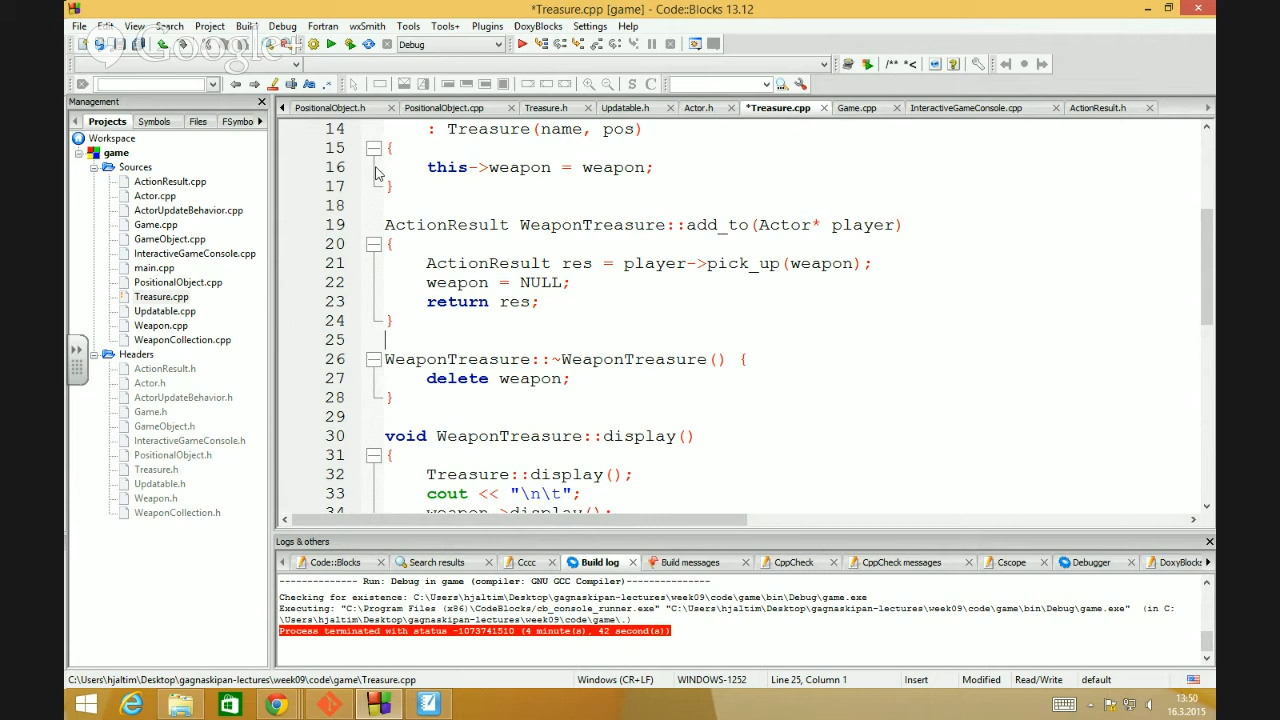 *Treasure.cpp [game] - Code::Blocks 13.12
File Edit View Search Project Build Debug Fortran wxSmith Tools Tools+ Plugins DoxyBlocks Settings Help
Google+
Debug
/** *<
Aa .*
S C
Management
PositionalObject.h PositionalObject.cpp Treasure.h Updatable.h Actor.h *Treasure.cpp Game.cpp InteractiveGameConsole.cpp ActionResult.h
Projects Symbols Files FSymbo
Workspace
game
Sources
ActionResult.cpp
Actor.cpp
ActorUpdateBehavior.cpp
Game.cpp
GameObject.cpp
InteractiveGameConsole.cpp
main.cpp
PositionalObject.cpp
Treasure.cpp
Updatable.cpp
Weapon.cpp
WeaponCollection.cpp
Headers
ActionResult.h
Actor.h
ActorUpdateBehavior.h
Game.h
GameObject.h
InteractiveGameConsole.h
PositionalObject.h
Treasure.h
Updatable.h
Weapon.h
WeaponCollection.h
14 : Treasure(name, pos)
15 {
16 this->weapon = weapon;
17 }
18
19 ActionResult WeaponTreasure::add_to(Actor* player)
20 {
21 ActionResult res = player->pick_up(weapon);
22 weapon = NULL;
23 return res;
24 }
25
26 WeaponTreasure::~WeaponTreasure() {
27 delete weapon;
28 }
29
30 void WeaponTreasure::display()
31 {
32 Treasure::display();
33 cout << "\n\t";
34 weapon->display();
Logs & others
Code::Blocks Search results Cccc Build log Build messages CppCheck CppCheck messages Cscope Debugger DoxyBlocks
-------------- Run: Debug in game (compiler: GNU GCC Compiler)---------------
Checking for existence: C:\Users\hjaltim\Desktop\gagnaskipan-lectures\week09\code\game\bin\Debug\game.exe
Executing: "C:\Program Files (x86)\CodeBlocks/cb_console_runner.exe" "C:\Users\hjaltim\Desktop\gagnaskipan-lectures\week09\code\game\bin\Debug\game.exe" (in C:
\Users\hjaltim\Desktop\gagnaskipan-lectures\week09\code\game\.)
Process terminated with status -1073741510 (4 minute(s), 42 second(s))
C:\Users\hjaltim\Desktop\gagnaskipan-lectures\week09\code\game\Treasure.cpp Windows (CR+LF) WINDOWS-1252 Line 25, Column 1 Insert Modified Read/Write default
13:50
16.3.2015